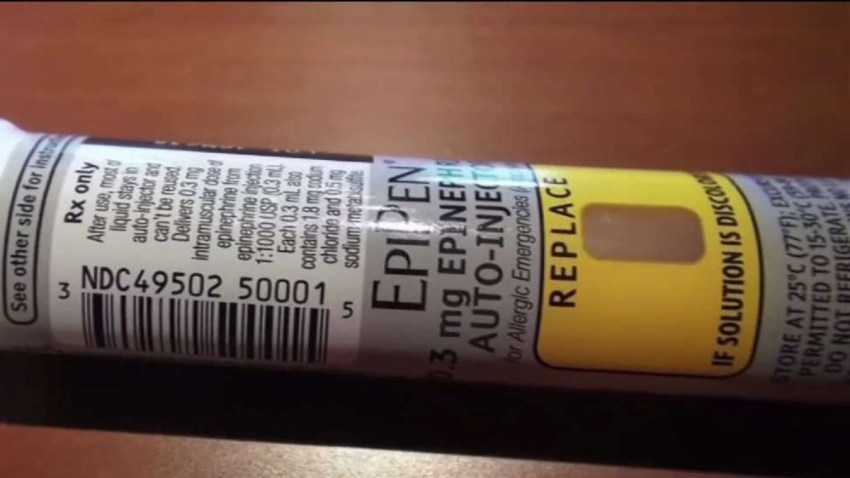 See other side for
Rx only
After use, most of
liquid stays in
auto-injector and
can't be reused.
Delivers 0.3 mg
intramuscular dose of
epinephrine from
epinephrine injection
1:1000 USP (0.3 mL).
Each 0.3 mL also
contains 1.8 mg sodium
chloride and 0.5 mg
sodium metabisulfite.
3 NDC49502 50001 5
EPIPEN®
0.3 mg EPINEPH
AUTO-INJECT
for Allergic Emergencies
REPLACE
IF SOLUTION IS DISCOLO
STORE AT 25°C (77°F);
PERMITTED TO 15-30°C
DO NOT REFRIGERATE.